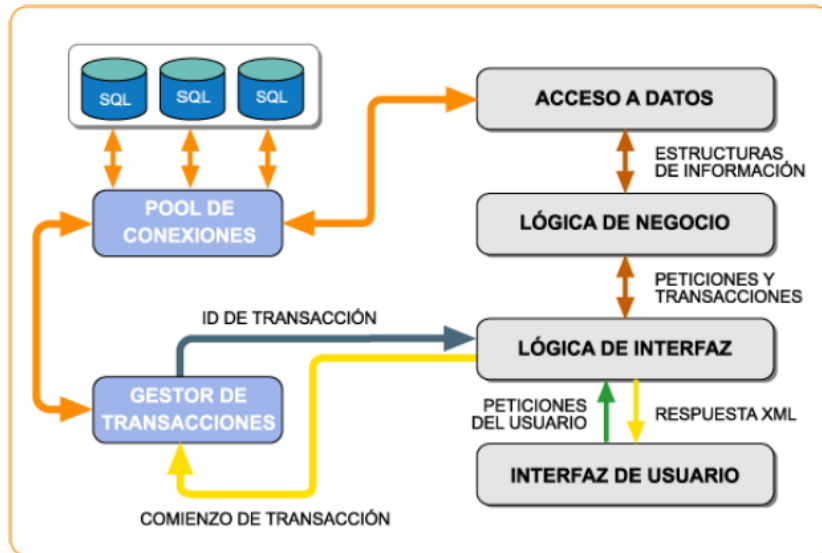 SQL
SQL
SQL
ACCESO A DATOS
ESTRUCTURAS
DE INFORMACIÓN
POOL DE
CONEXIONES
LÓGICA DE NEGOCIO
PETICIONES Y
TRANSACCIONES
ID DE TRANSACCIÓN
LÓGICA DE INTERFAZ
GESTOR DE
TRANSACCIONES
PETICIONES
DEL USUARIO
RESPUESTA XML
INTERFAZ DE USUARIO
COMIENZO DE TRANSACCIÓN